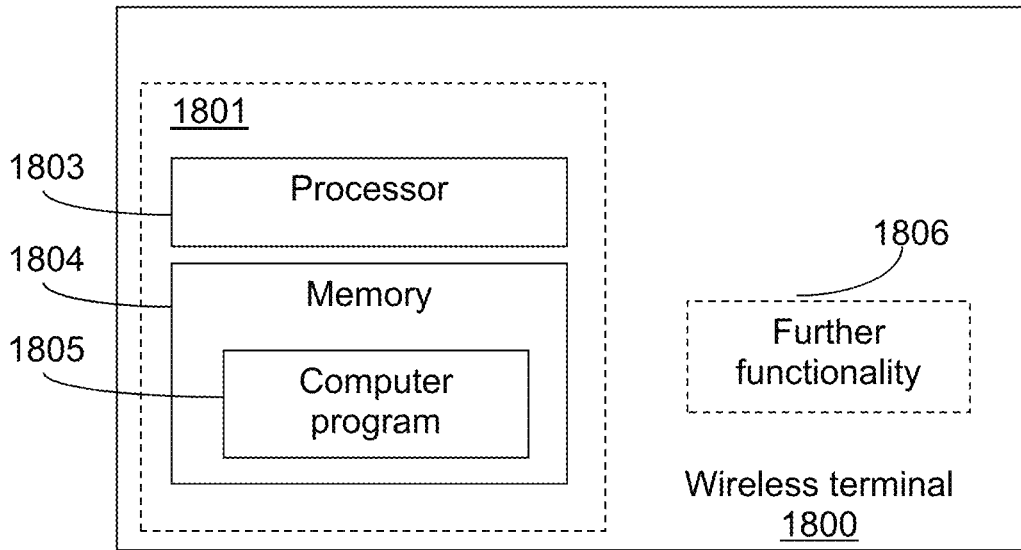 1801
1803
Processor
1804
Memory
1805
Computer
program
1806
Further
functionality
Wireless terminal
1800